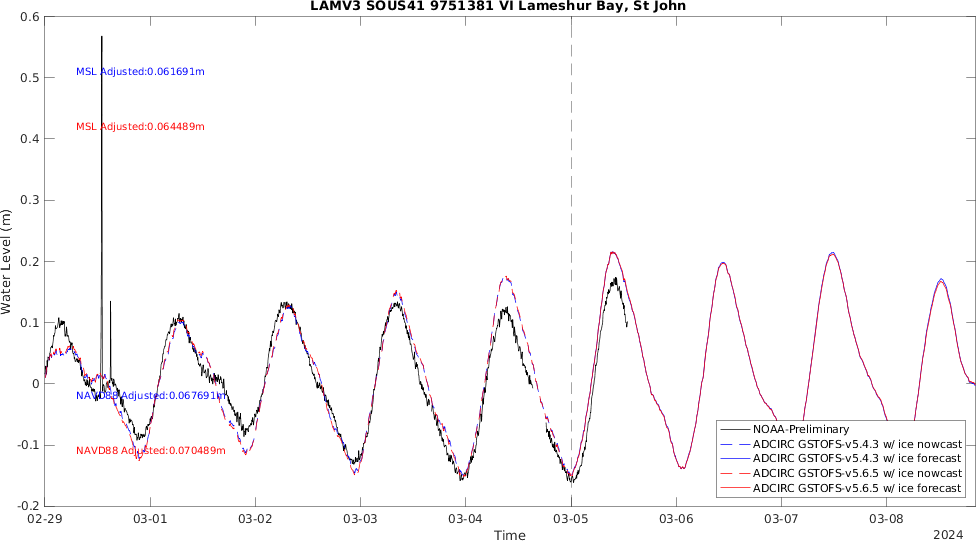 LAMV3 SOUS41 9751381 VI Lameshur Bay, St John
0.6
0.5
0.4
0.3
0.2
0.1
0
-0.1
-0.2
Water Level (m)
MSL Adjusted:0.061691m
MSL Adjusted:0.064489m
NAVD88 Adjusted:0.067691m
NAVD88 Adjusted:0.070489m
NOAA-Preliminary
ADCIRC GSTOFS-v5.4.3 w/ ice nowcast
ADCIRC GSTOFS-v5.4.3 w/ ice forecast
ADCIRC GSTOFS-v5.6.5 w/ ice nowcast
ADCIRC GSTOFS-v5.6.5 w/ ice forecast
02-29 03-01 03-02 03-03 03-04 03-05 03-06 03-07 03-08
Time
2024